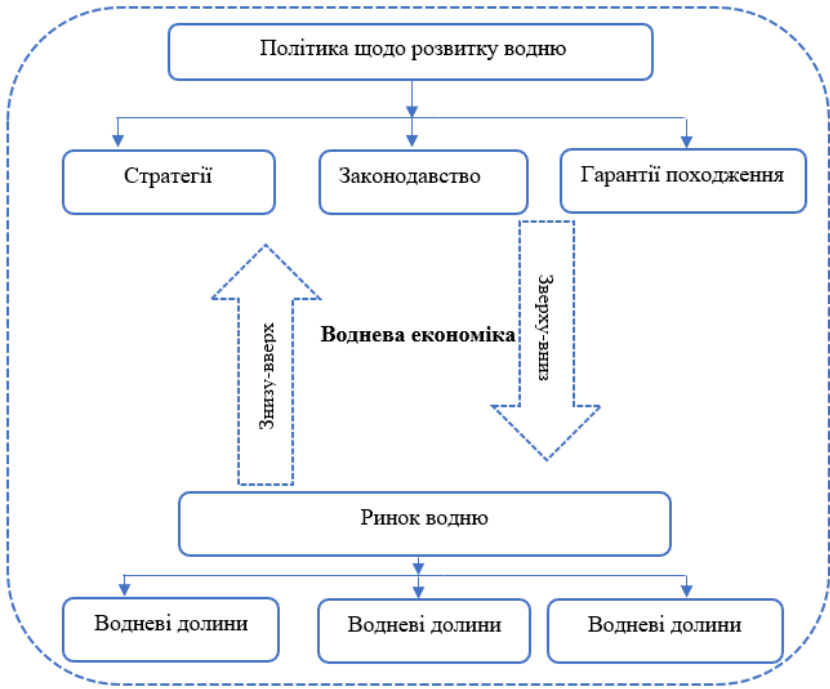 Політика щодо розвитку водню
Стратегії
Законодавство
Гарантії походження
Знизу-вверх
Воднева економіка
Зверху-вниз
Ринок водню
Водневі долини
Водневі долини
Водневі долини